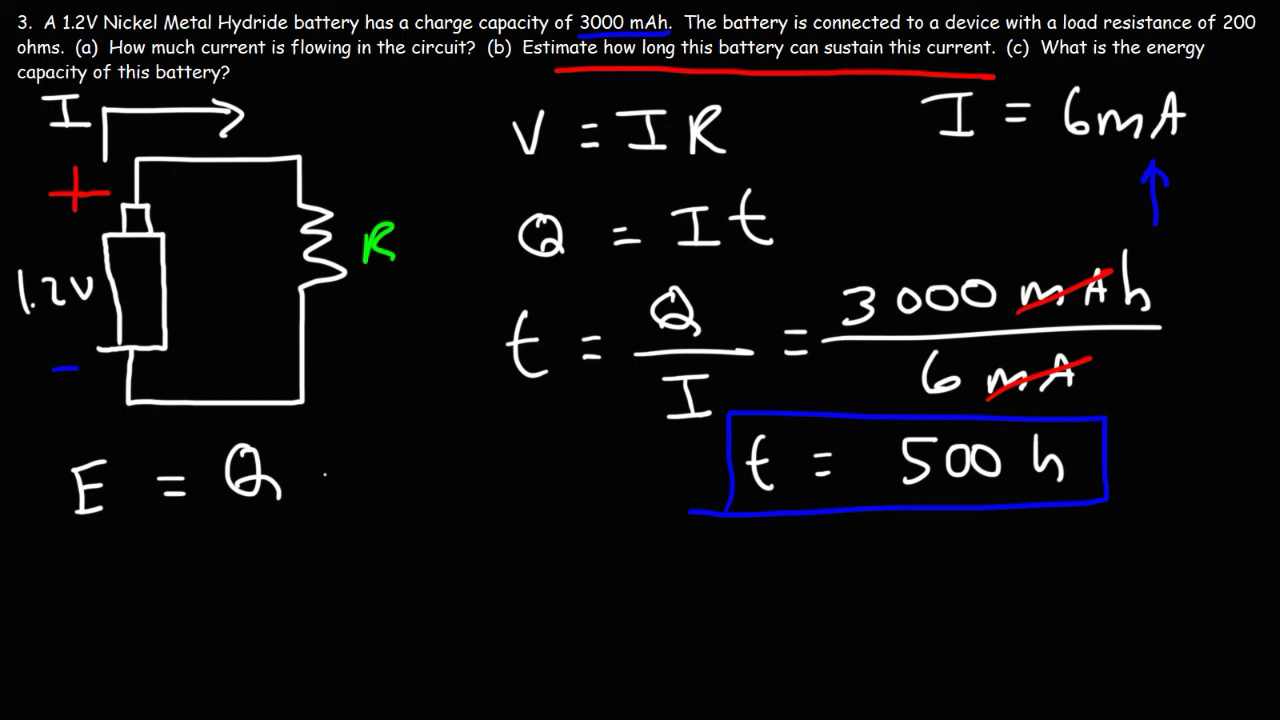 3. A 1.2V Nickel Metal Hydride battery has a charge capacity of 3000 mAh. The battery is connected to a device with a load resistance of 200
ohms. (a) How much current is flowing in the circuit? (b) Estimate how long this battery can sustain this current. (c) What is the energy
capacity of this battery?
I
+
1.2V
-
R
V = IR
I = 6mA
Q = It
t = Q/I = 3000 mAh / 6 mA
t = 500 h
E = Q